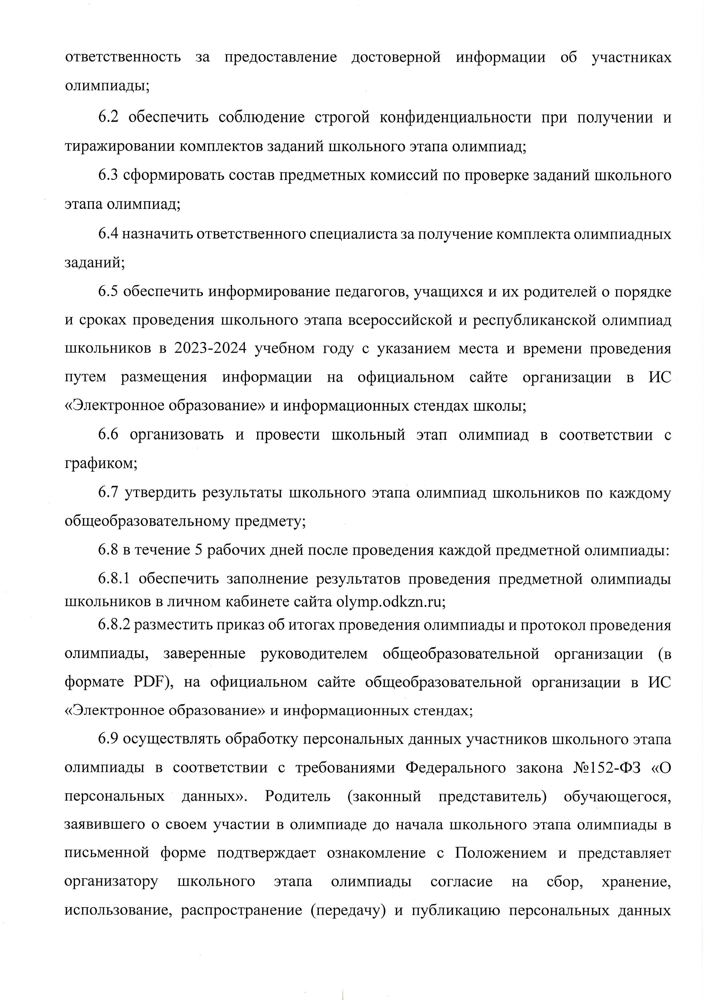 ответственность за предоставление достоверной информации об участниках
олимпиады;
6.2 обеспечить соблюдение строгой конфиденциальности при получении и
тиражировании комплектов заданий школьного этапа олимпиад;
6.3 сформировать состав предметных комиссий по проверке заданий школьного
этапа олимпиад;
6.4 назначить ответственного специалиста за получение комплекта олимпиадных
заданий;
6.5 обеспечить информирование педагогов, учащихся и их родителей о порядке
и сроках проведения школьного этапа всероссийской и республиканской олимпиад
школьников в 2023-2024 учебном году с указанием места и времени проведения
путем размещения информации на официальном сайте организации в ИС
«Электронное образование» и информационных стендах школы;
6.6 организовать и провести школьный этап олимпиад в соответствии с
графиком;
6.7 утвердить результаты школьного этапа олимпиад школьников по каждому
общеобразовательному предмету;
6.8 в течение 5 рабочих дней после проведения каждой предметной олимпиады:
6.8.1 обеспечить заполнение результатов проведения предметной олимпиады
школьников в личном кабинете сайта olymp.odkzn.ru;
6.8.2 разместить приказ об итогах проведения олимпиады и протокол проведения
олимпиады, заверенные руководителем общеобразовательной организации (в
формате PDF), на официальном сайте общеобразовательной организации в ИС
«Электронное образование» и информационных стендах;
6.9 осуществлять обработку персональных данных участников школьного этапа
олимпиады в соответствии с требованиями Федерального закона №152-ФЗ «О
персональных данных». Родитель (законный представитель) обучающегося,
заявившего о своем участии в олимпиаде до начала школьного этапа олимпиады в
письменной форме подтверждает ознакомление с Положением и представляет
организатору школьного этапа олимпиады согласие на сбор, хранение,
использование, распространение (передачу) и публикацию персональных данных